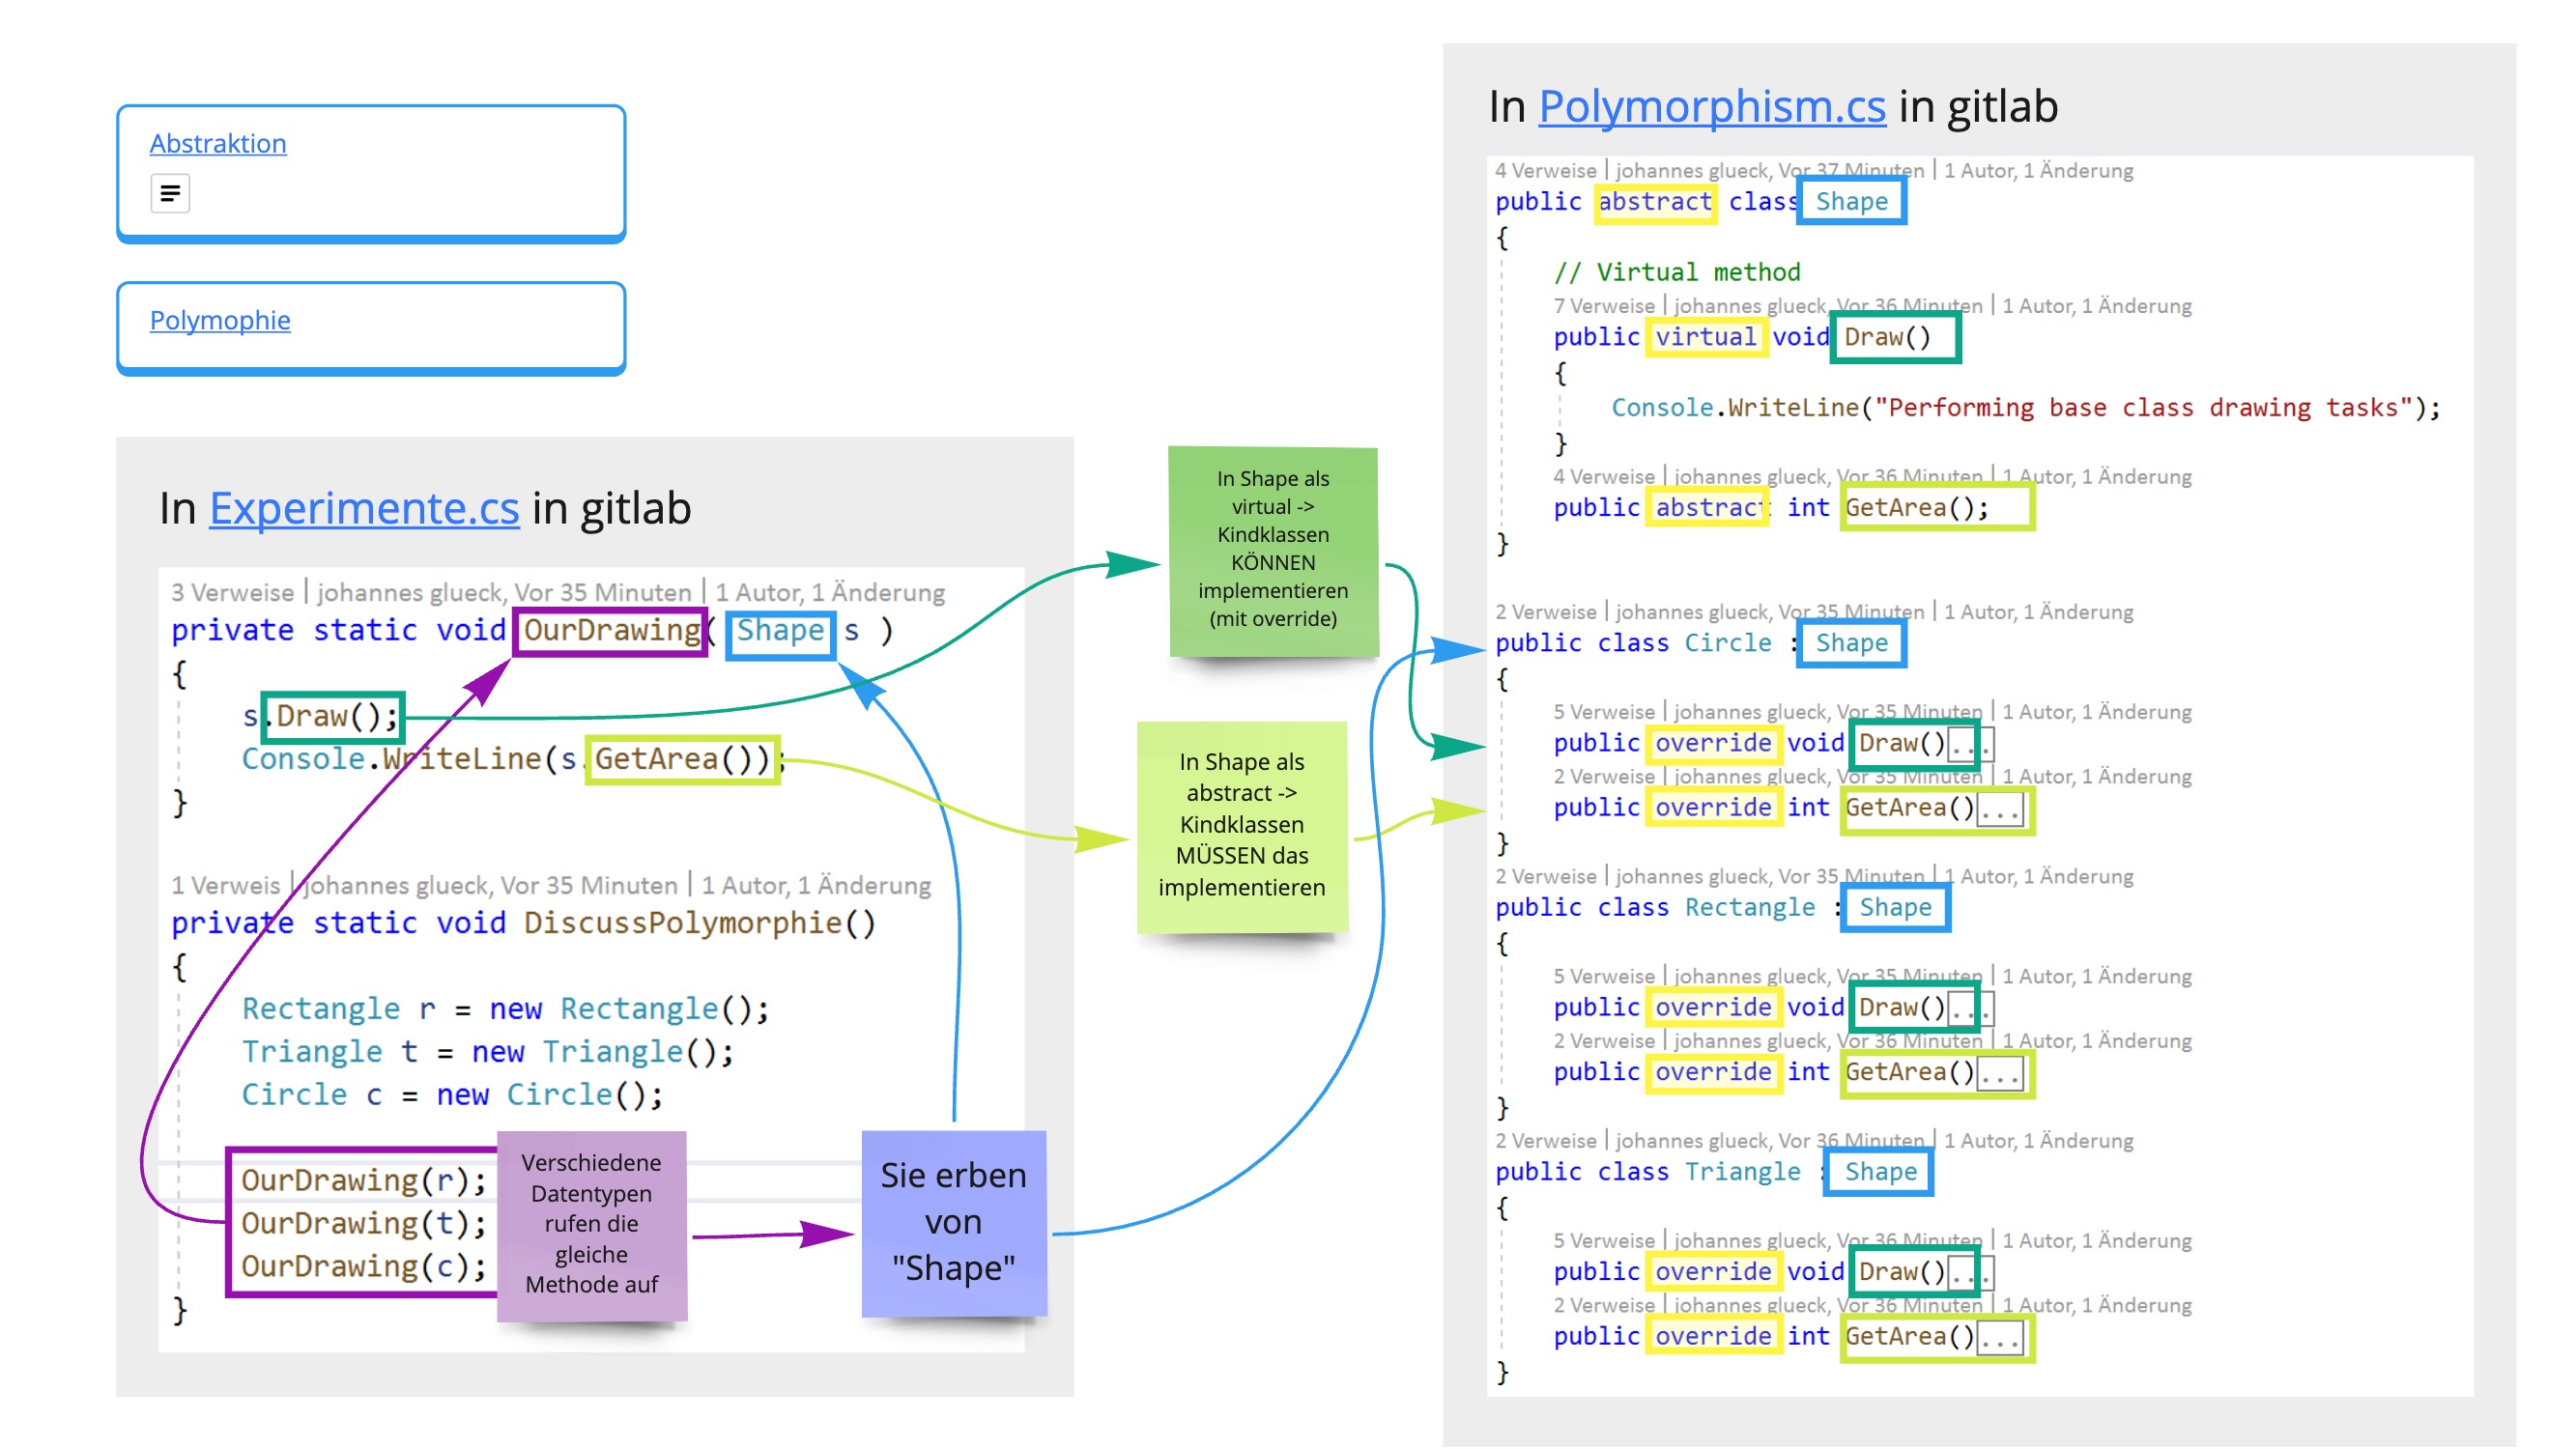 Abstraktion
Polymophie
In Experimente.cs in gitlab
3 Verweise | johannes glueck, Vor 35 Minuten | 1 Autor, 1 Änderung
private static void OurDrawing( Shape s )
{
s.Draw();
Console.WriteLine(s.GetArea());
}
1 Verweis | johannes glueck, Vor 35 Minuten | 1 Autor, 1 Änderung
private static void DiscussPolymorphie()
{
Rectangle r = new Rectangle();
Triangle t = new Triangle();
Circle c = new Circle();
OurDrawing(r);
OurDrawing(t);
OurDrawing(c);
}
Verschiedene
Datentypen
rufen die
gleiche
Methode auf
Sie erben
von
"Shape"
In Shape als
virtual ->
Kindklassen
KÖNNEN
implementieren
(mit override)
In Shape als
abstract ->
Kindklassen
MÜSSEN das
implementieren
In Polymorphism.cs in gitlab
4 Verweise | johannes glueck, Vor 37 Minuten | 1 Autor, 1 Änderung
public abstract class Shape
{
// Virtual method
7 Verweise | johannes glueck, Vor 36 Minuten | 1 Autor, 1 Änderung
public virtual void Draw()
{
Console.WriteLine("Performing base class drawing tasks");
}
4 Verweise | johannes glueck, Vor 36 Minuten | 1 Autor, 1 Änderung
public abstract int GetArea();
}
2 Verweise | johannes glueck, Vor 35 Minuten | 1 Autor, 1 Änderung
public class Circle : Shape
{
5 Verweise | johannes glueck, Vor 35 Minuten | 1 Autor, 1 Änderung
public override void Draw()...
2 Verweise | johannes glueck, Vor 35 Minuten | 1 Autor, 1 Änderung
public override int GetArea()...
}
2 Verweise | johannes glueck, Vor 35 Minuten | 1 Autor, 1 Änderung
public class Rectangle : Shape
{
5 Verweise | johannes glueck, Vor 35 Minuten | 1 Autor, 1 Änderung
public override void Draw()...
2 Verweise | johannes glueck, Vor 36 Minuten | 1 Autor, 1 Änderung
public override int GetArea()...
}
2 Verweise | johannes glueck, Vor 36 Minuten | 1 Autor, 1 Änderung
public class Triangle : Shape
{
5 Verweise | johannes glueck, Vor 36 Minuten | 1 Autor, 1 Änderung
public override void Draw()...
2 Verweise | johannes glueck, Vor 36 Minuten | 1 Autor, 1 Änderung
public override int GetArea()...
}